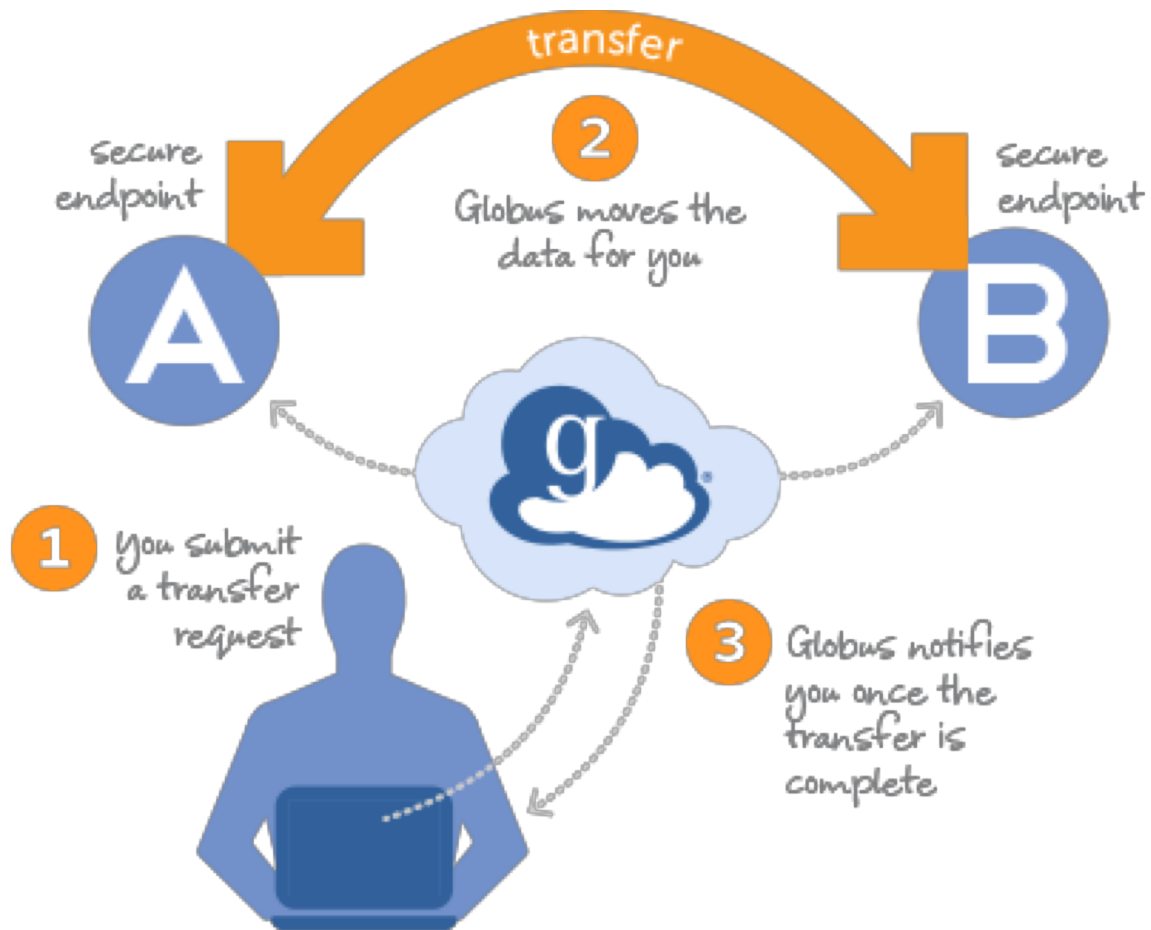 transfer
secure
endpoint
2
secure
endpoint
Globus moves the
data for you
A
B
g
®
1
You submit
a transfer
request
3
Globus notifies
you once the
transfer is
complete